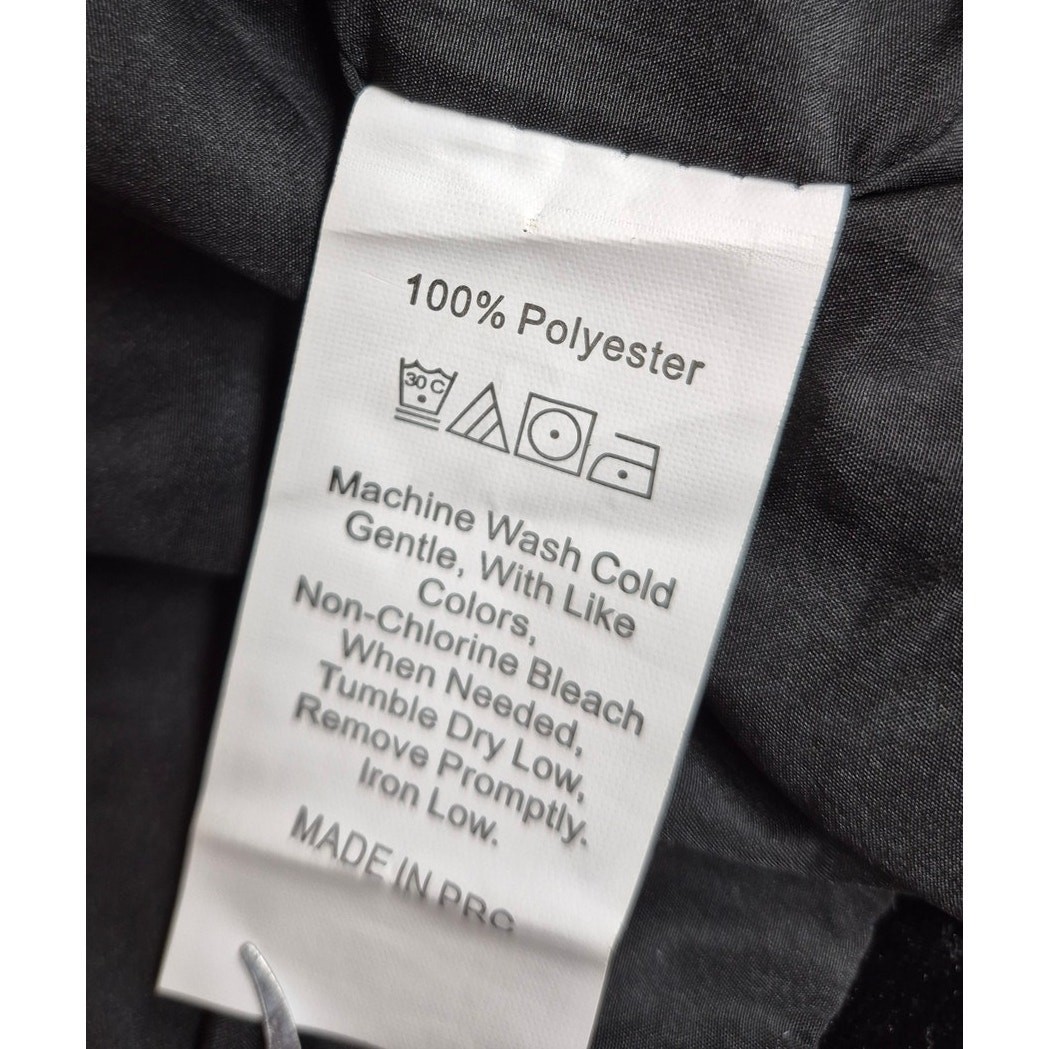 100% Polyester
30 C
Machine Wash Cold
Gentle, With Like
Colors,
Non-Chlorine Bleach
When Needed,
Tumble Dry Low,
Remove Promptly.
Iron Low.
MADE IN PRC